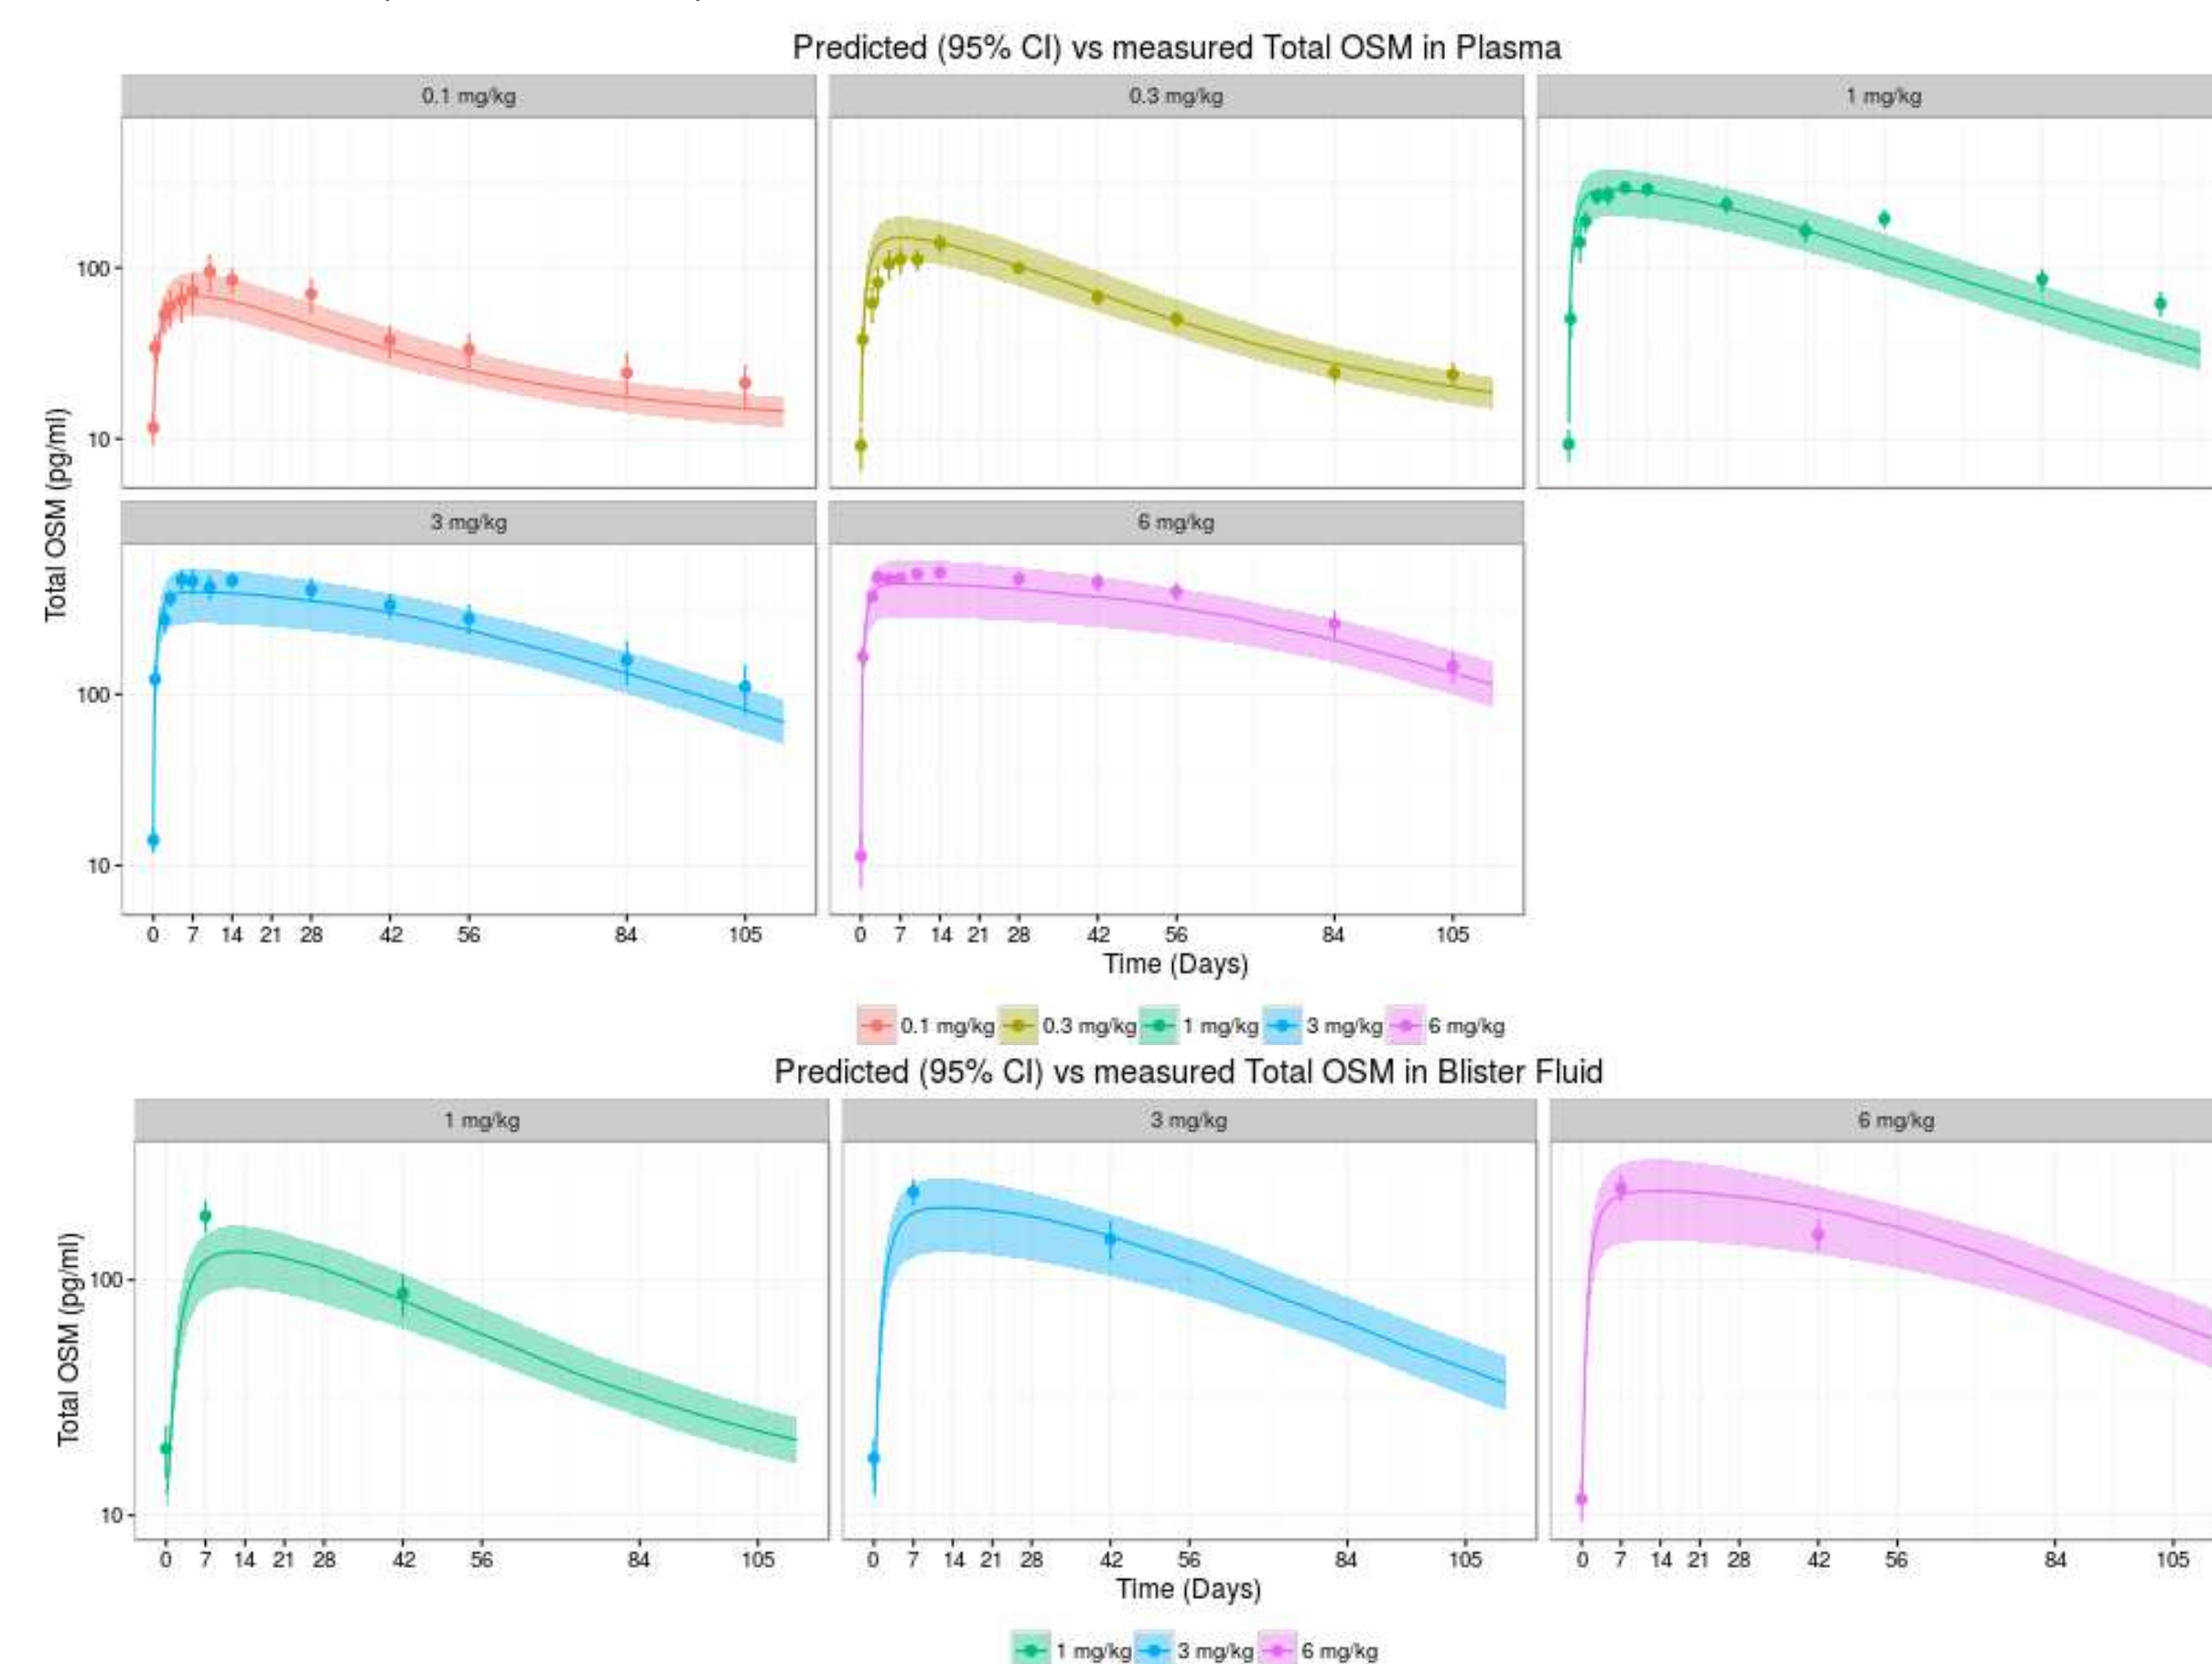 Predicted (95% CI) vs measured Total OSM in Plasma
0.1 mg/kg 0.3 mg/kg 1 mg/kg
100
10
Total OSM (pg/ml)
3 mg/kg 6 mg/kg
100
10
0 7 14 21 28 42 56 84 105 0 7 14 21 28 42 56 84 105
Time (Days)
0.1 mg/kg 0.3 mg/kg 1 mg/kg 3 mg/kg 6 mg/kg
Predicted (95% CI) vs measured Total OSM in Blister Fluid
1 mg/kg 3 mg/kg 6 mg/kg
Total OSM (pg/ml)
100
10
0 7 14 21 28 42 56 84 105 0 7 14 21 28 42 56 84 105 0 7 14 21 28 42 56 84 105
Time (Days)
1 mg/kg 3 mg/kg 6 mg/kg